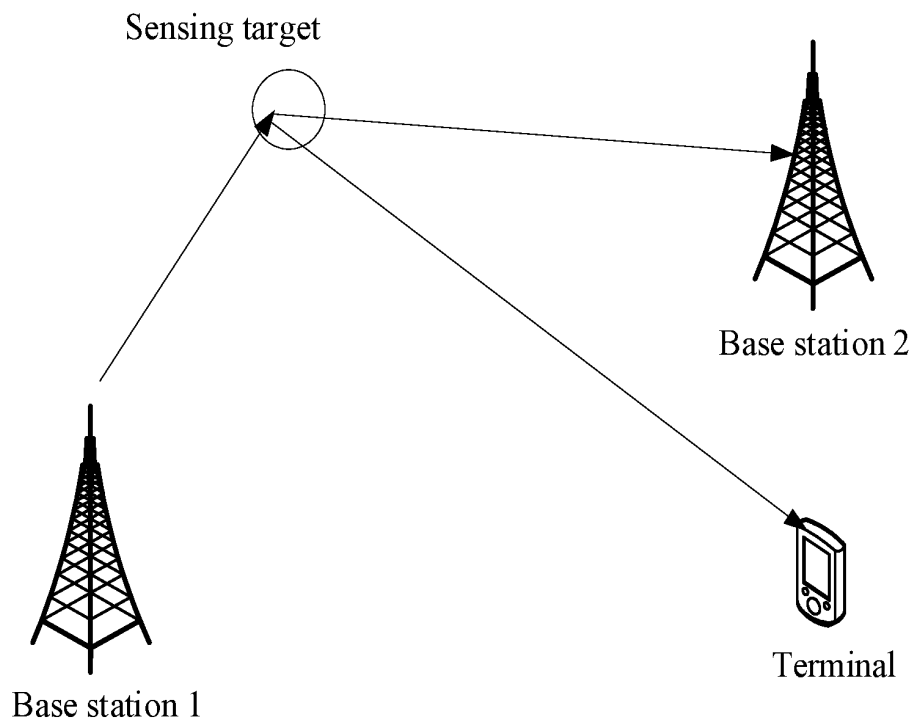 Sensing target
Base station 2
Terminal
Base station 1